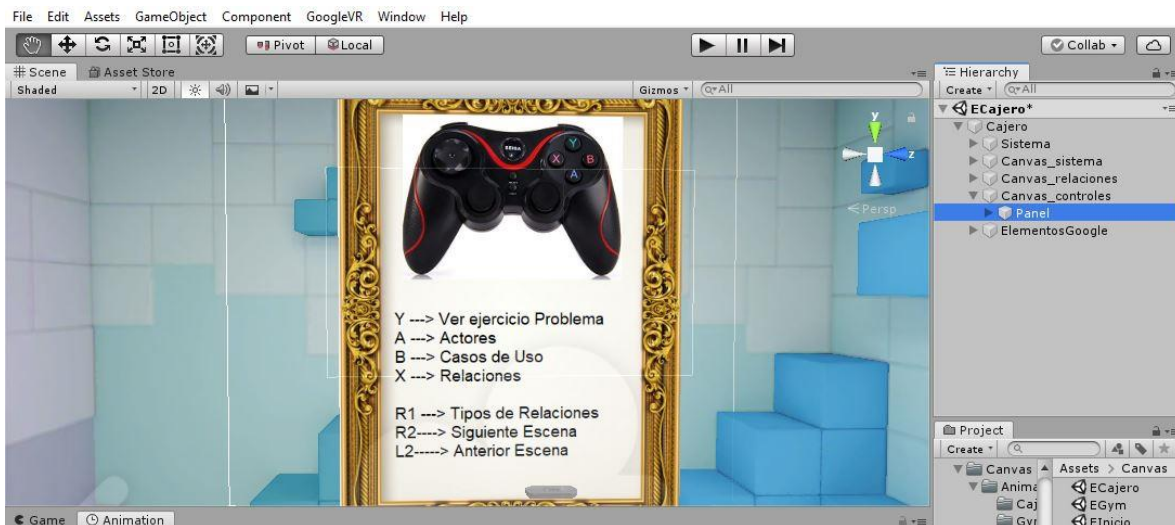 File Edit Assets GameObject Component GoogleVR Window Help
Pivot Local Collab
Scene Asset Store
Shaded 2D Gizmos All
y
z
Persp
Y
X B
A
Y ---> Ver ejercicio Problema
A ---> Actores
B ---> Casos de Uso
X ---> Relaciones
R1 ---> Tipos de Relaciones
R2----> Siguiente Escena
L2-----> Anterior Escena
Hierarchy
Create All
ECajero*
Cajero
Sistema
Canvas_sistema
Canvas_relaciones
Canvas_controles
Panel
ElementosGoogle
Project
Create
Canvas Assets > Canvas
Anima ECajero
Caj EGym
Gyr EInicio
Game Animation